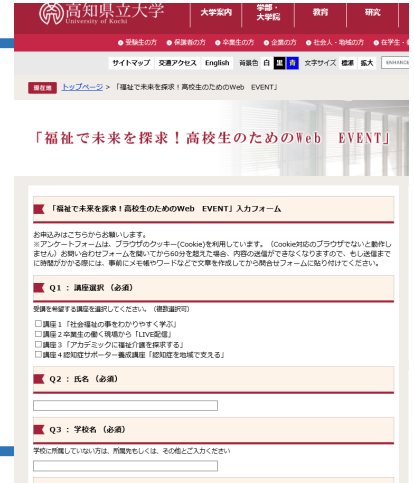 高知県立大学
University of Kochi
大学案内
学部・
大学院
教育
研究
受験生の方 保護者の方 卒業生の方 企業の方 社会人・地域の方 在学生・
サイトマップ 交通アクセス English 背景色 白 黒 青 文字サイズ 標準 拡大 ENHANCE
現在地 トップページ > 「福祉で未来を探求！高校生のためのWeb EVENT」
「福祉で未来を探求！高校生のためのWeb EVENT」
「福祉で未来を探求！高校生のためのWeb EVENT」入力フォーム
お申込みはこちらからお願いします。
※アンケートフォームは、ブラウザのクッキー(Cookie)を利用しています。（Cookie対応のブラウザでないと動作し
ません）お問い合わせフォームを開いてから60分を超えた場合、内容の送信ができなくなりますので、もし送信まで
に時間がかかる際には、事前にメモ帳やワードなどで文章を作成してから問合せフォームに貼り付けてください。
Q1 : 講座選択 （必須）
受講を希望する講座を選択してください。（複数選択可）
講座1「社会福祉の事をわかりやすく学ぶ」
講座2 卒業生の働く現場から「LIVE配信」
講座3「アカデミックに福祉介護を探求する」
講座4 認知症サポーター養成講座「認知症を地域で支える」
Q2 : 氏名 （必須）
Q3 : 学校名 （必須）
学校に所属していない方は、所属先もしくは、その他とご入力ください